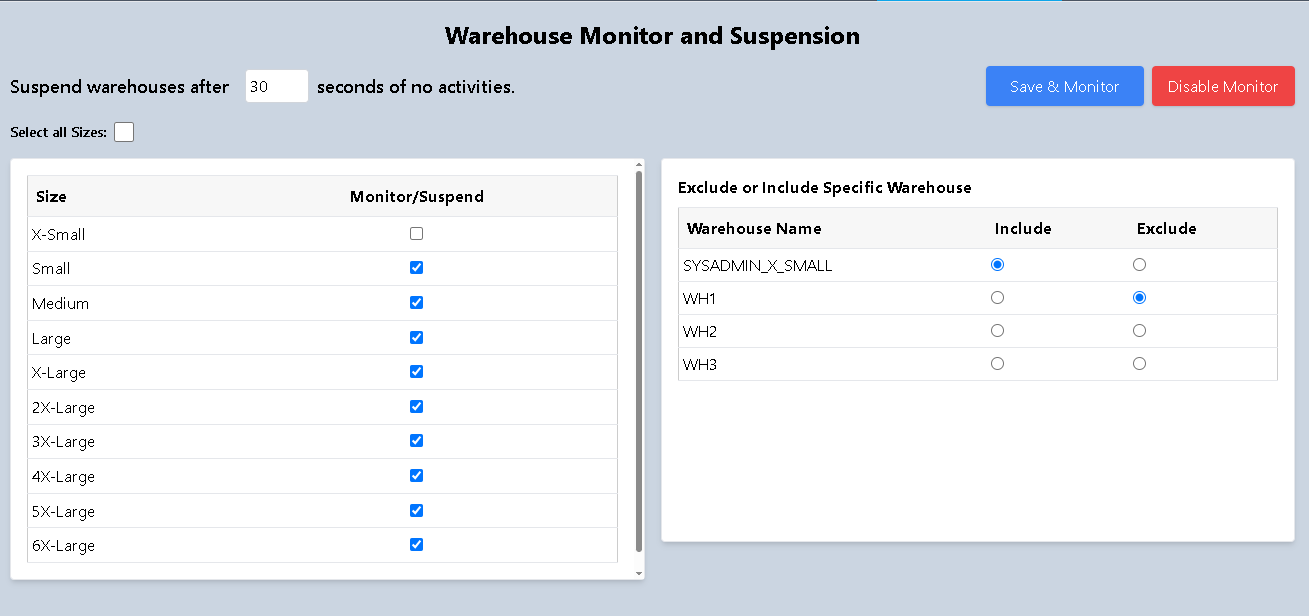 Warehouse Monitor and Suspension
Suspend warehouses after 30 seconds of no activities.
Save & Monitor
Disable Monitor
Select all Sizes:
Size Monitor/Suspend
X-Small
Small
Medium
Large
X-Large
2X-Large
3X-Large
4X-Large
5X-Large
6X-Large
Exclude or Include Specific Warehouse
Warehouse Name Include Exclude
SYSADMIN_X_SMALL
WH1
WH2
WH3